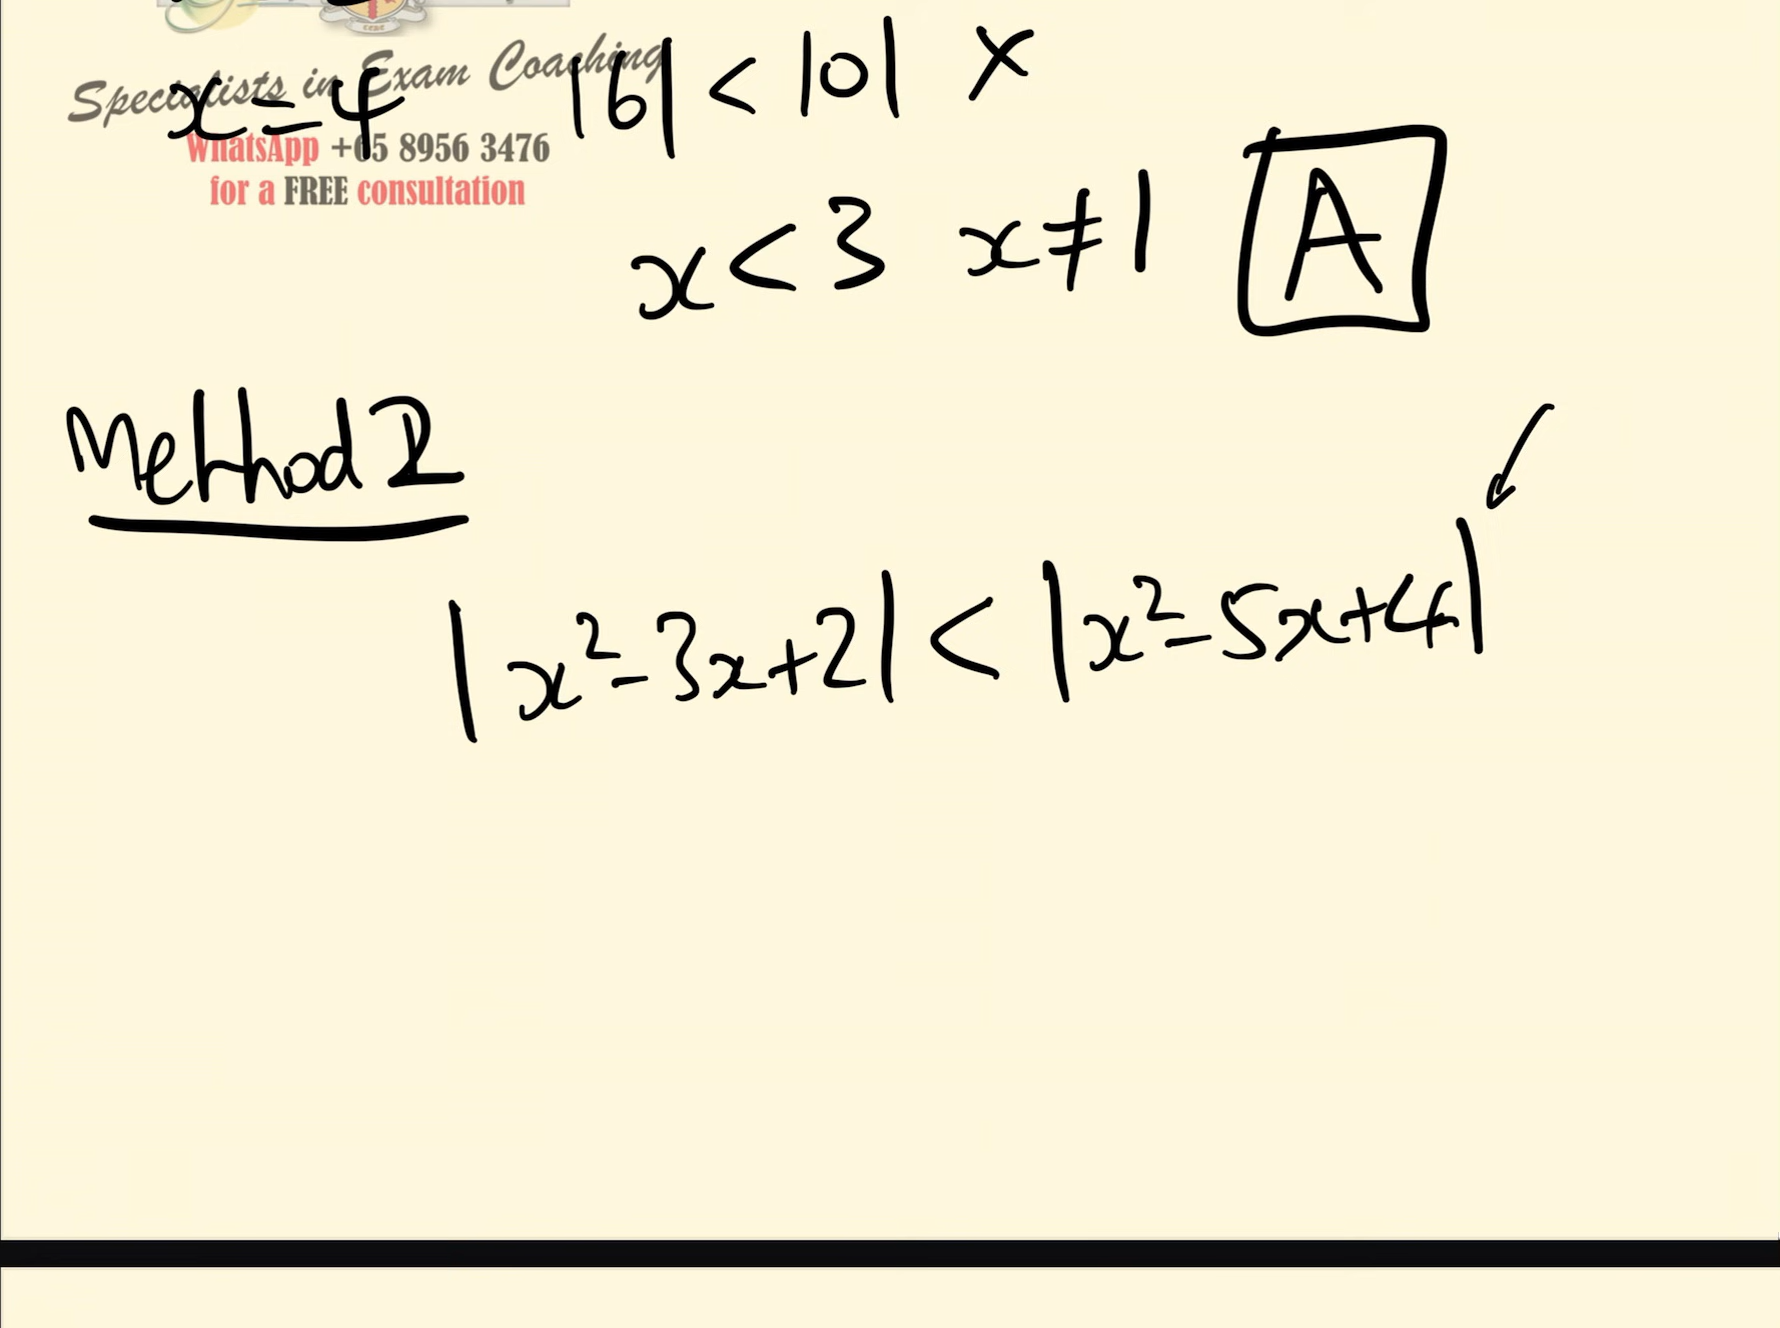 Specialists in Exam Coaching
x=4 |6| < |0| ×
WhatsApp +65 8956 3476
for a FREE consultation
x<3 x≠1 A
Method 2
|x²-3x+2| < |x²-5x+4|